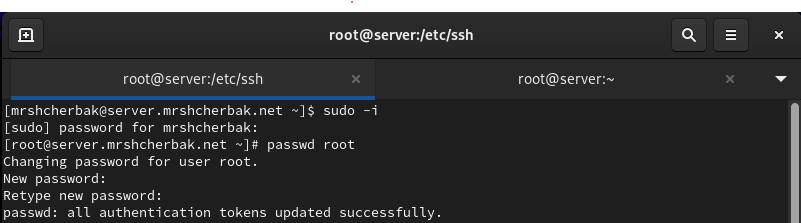 root@server:/etc/ssh
root@server:/etc/ssh
root@server:~
[mrshcherbak@server.mrshcherbak.net ~]$ sudo -i
[sudo] password for mrshcherbak:
[root@server.mrshcherbak.net ~]# passwd root
Changing password for user root.
New password:
Retype new password:
passwd: all authentication tokens updated successfully.